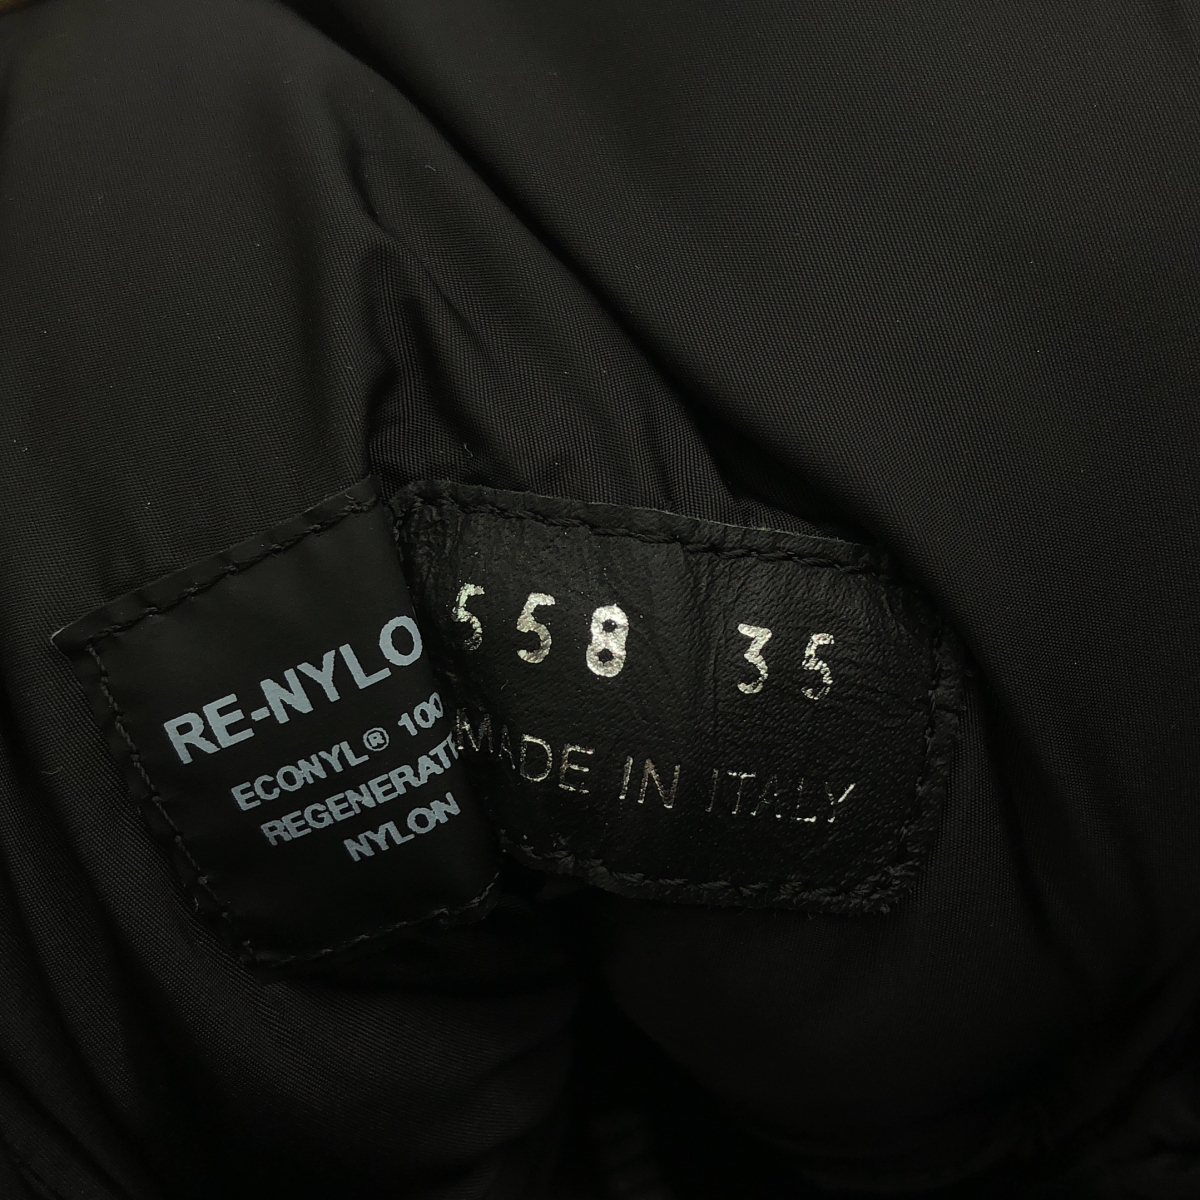 RE-NYLO
ECONYL® 100
REGENERAT
NYLON
558 35
MADE IN ITALY